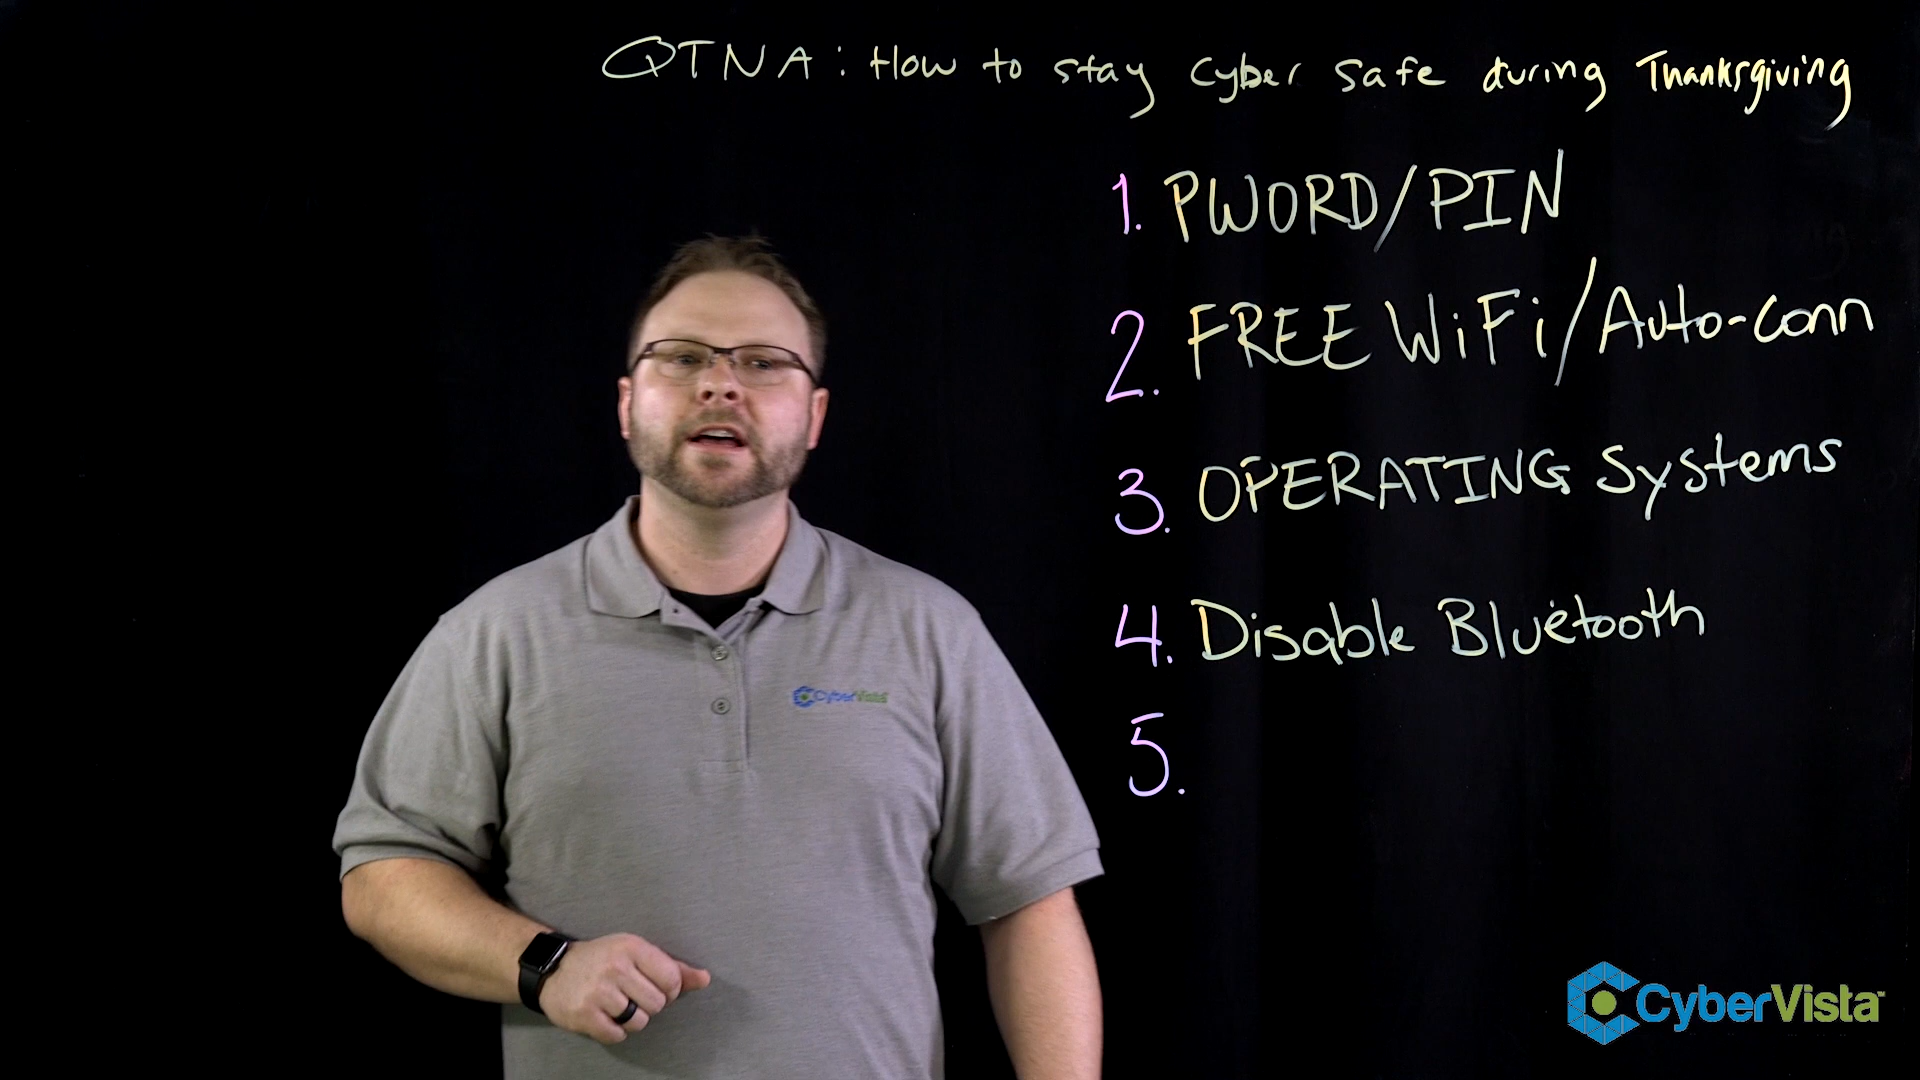 QTNA: How to stay cyber safe during Thanksgiving
1. PWORD/PIN
2. FREE WiFi/Auto-conn
3. OPERATING Systems
4. Disable Bluetooth
5.
CyberVista
CyberVista